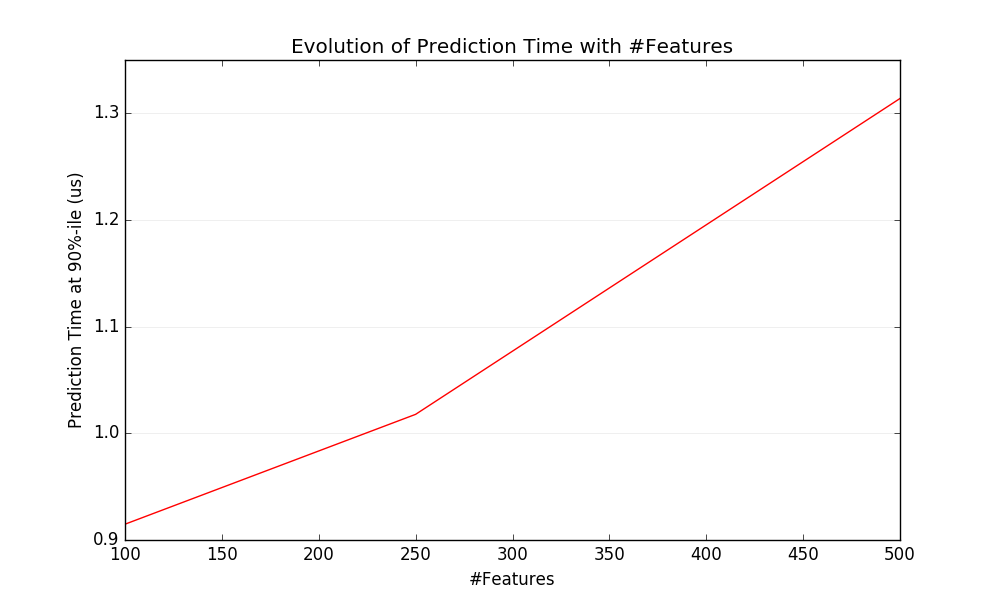 Evolution of Prediction Time with #Features
Prediction Time at 90%-ile (us)
1.3
1.2
1.1
1.0
0.9
100 150 200 250 300 350 400 450 500
#Features